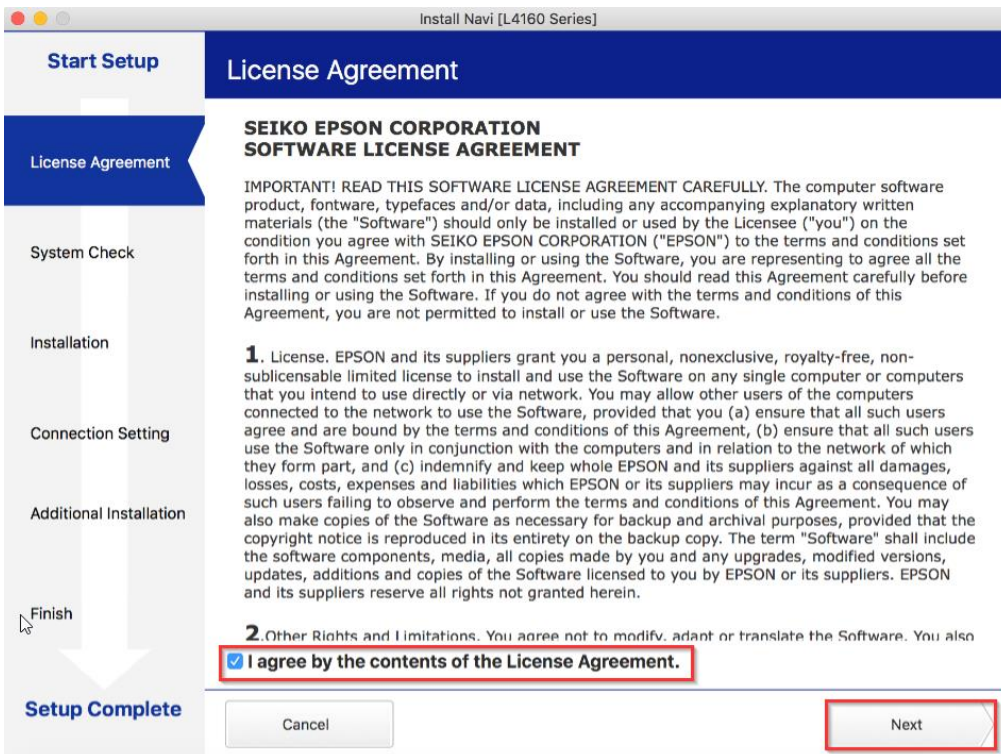 Install Navi [L4160 Series]
Start Setup
License Agreement
System Check
Installation
Connection Setting
Additional Installation
Finish
Setup Complete
License Agreement
SEIKO EPSON CORPORATION
SOFTWARE LICENSE AGREEMENT
IMPORTANT! READ THIS SOFTWARE LICENSE AGREEMENT CAREFULLY. The computer software
product, fontware, typefaces and/or data, including any accompanying explanatory written
materials (the "Software") should only be installed or used by the Licensee ("you") on the
condition you agree with SEIKO EPSON CORPORATION ("EPSON") to the terms and conditions set
forth in this Agreement. By installing or using the Software, you are representing to agree all the
terms and conditions set forth in this Agreement. You should read this Agreement carefully before
installing or using the Software. If you do not agree with the terms and conditions of this
Agreement, you are not permitted to install or use the Software.
1. License. EPSON and its suppliers grant you a personal, nonexclusive, royalty-free, non-
sublicensable limited license to install and use the Software on any single computer or computers
that you intend to use directly or via network. You may allow other users of the computers
connected to the network to use the Software, provided that you (a) ensure that all such users
agree and are bound by the terms and conditions of this Agreement, (b) ensure that all such users
use the Software only in conjunction with the computers and in relation to the network of which
they form part, and (c) indemnify and keep whole EPSON and its suppliers against all damages,
losses, costs, expenses and liabilities which EPSON or its suppliers may incur as a consequence of
such users failing to observe and perform the terms and conditions of this Agreement. You may
also make copies of the Software as necessary for backup and archival purposes, provided that the
copyright notice is reproduced in its entirety on the backup copy. The term "Software" shall include
the software components, media, all copies made by you and any upgrades, modified versions,
updates, additions and copies of the Software licensed to you by EPSON or its suppliers. EPSON
and its suppliers reserve all rights not granted herein.
2.Other Rights and Limitations. You agree not to modify, adapt or translate the Software. You also
I agree by the contents of the License Agreement.
Cancel
Next